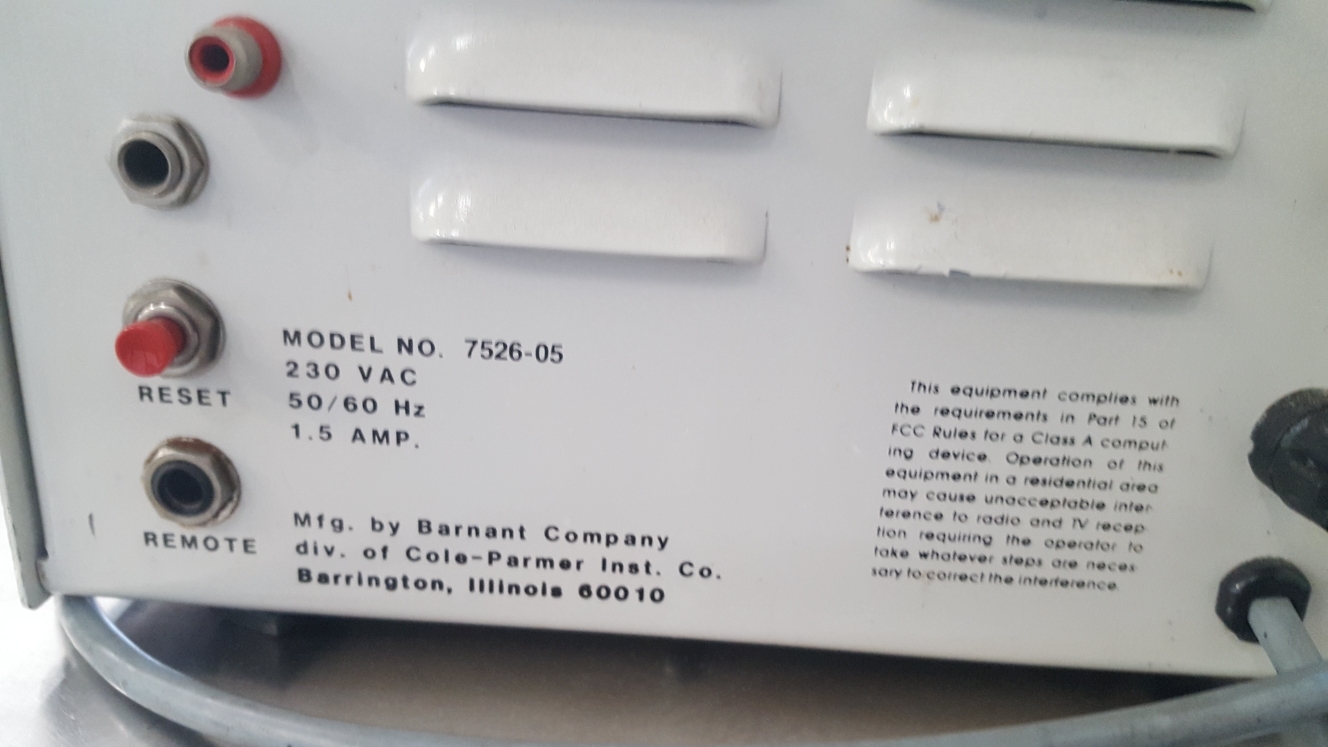 MODEL NO. 7526-05
230 VAC
50/60 Hz
1.5 AMP.
RESET
REMOTE
Mfg. by Barnant Company
div. of Cole-Parmer Inst. Co.
Barrington, Illinois 60010
This equipment complies with
the requirements in Part 15 of
FCC Rules for a Class A comput-
ing device. Operation of this
equipment in a residential area
may cause unacceptable inter-
ference to radio and TV recep-
tion requiring the operator to
take whatever steps are neces-
sary to correct the interference.